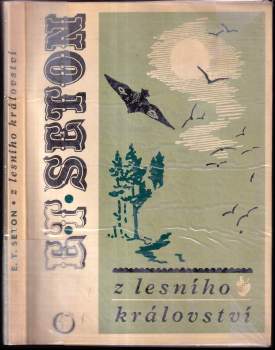 E. T. SETON • z lesního království
E.T. SETON
z lesního
království